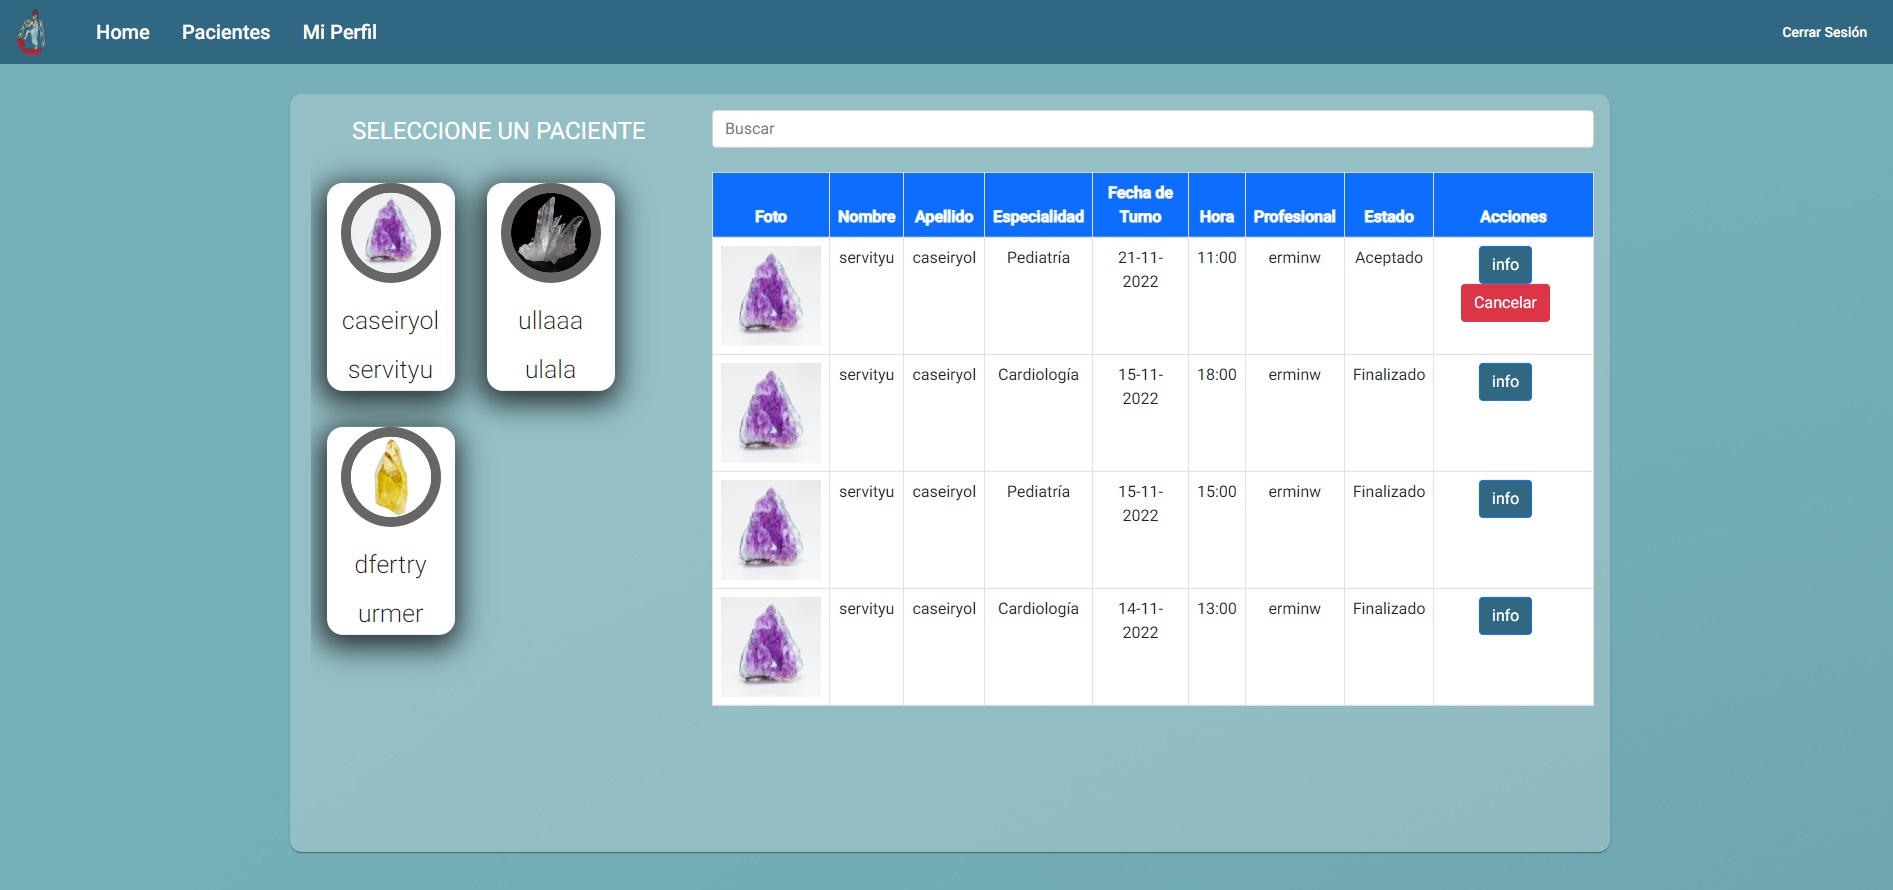 Home Pacientes Mi Perfil Cerrar Sesión
SELECCIONE UN PACIENTE
caseiryol
servityu
ullaaa
ulala
dfertry
urmer
Buscar
Foto Nombre Apellido Especialidad Fecha de Turno Hora Profesional Estado Acciones
servityu caseiryol Pediatría 21-11-2022 11:00 erminw Aceptado info
Cancelar
servityu caseiryol Cardiología 15-11-2022 18:00 erminw Finalizado info
servityu caseiryol Pediatría 15-11-2022 15:00 erminw Finalizado info
servityu caseiryol Cardiología 14-11-2022 13:00 erminw Finalizado info